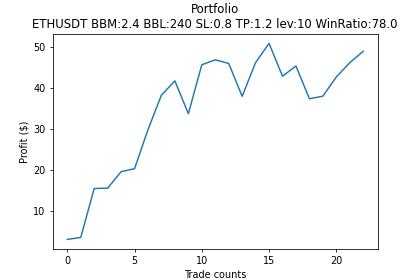 Portfolio
ETHUSDT BBM:2.4 BBL:240 SL:0.8 TP:1.2 lev:10 WinRatio:78.0
50
40
30
20
10
Profit ($)
0 5 10 15 20
Trade counts